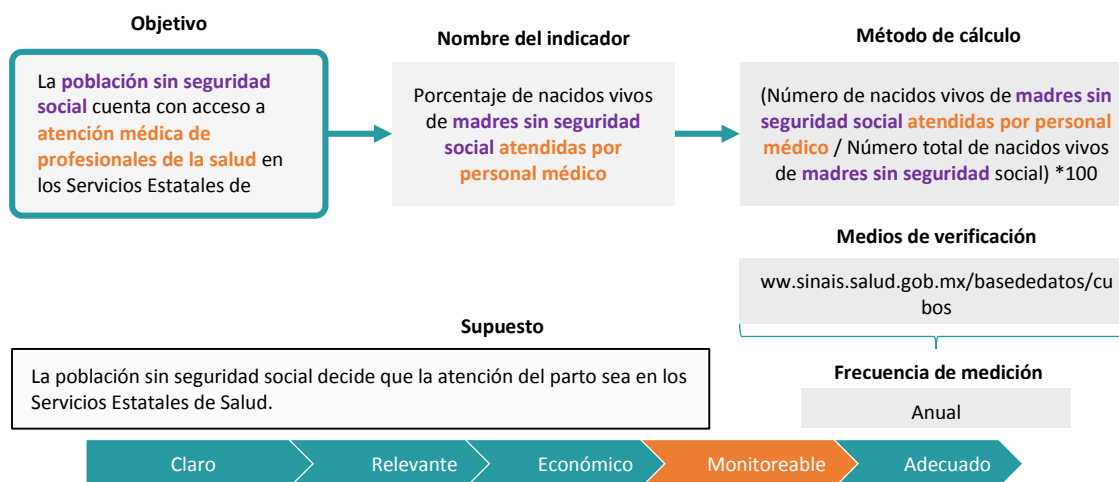 Objetivo
La población sin seguridad
social cuenta con acceso a
atención médica de
profesionales de la salud en
los Servicios Estatales de
Nombre del indicador
Porcentaje de nacidos vivos
de madres sin seguridad
social atendidas por
personal médico
Método de cálculo
(Número de nacidos vivos de madres sin
seguridad social atendidas por personal
médico / Número total de nacidos vivos
de madres sin seguridad social) *100
Medios de verificación
ww.sinais.salud.gob.mx/basededatos/cu
bos
Supuesto
La población sin seguridad social decide que la atención del parto sea en los
Servicios Estatales de Salud.
Frecuencia de medición
Anual
Claro
Relevante
Económico
Monitoreable
Adecuado